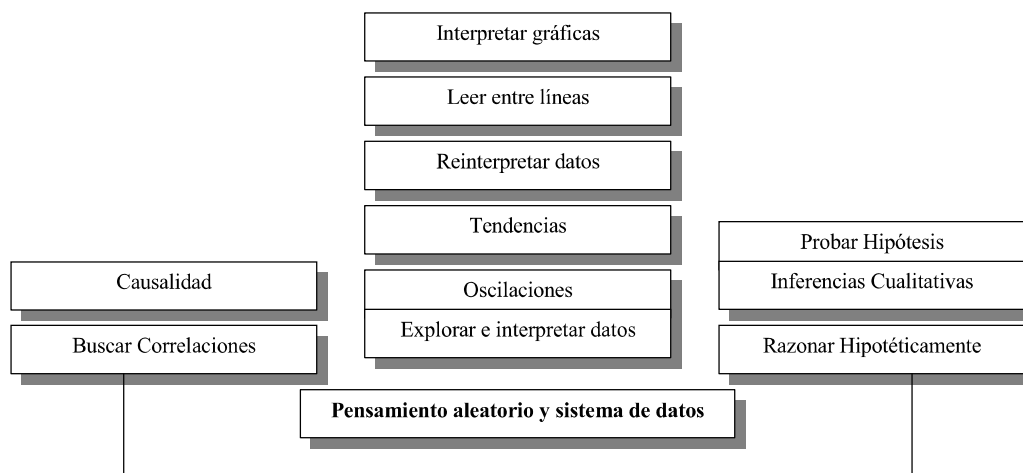 Interpretar gráficas
Leer entre líneas
Reinterpretar datos
Tendencias
Oscilaciones
Explorar e interpretar datos
Causalidad
Buscar Correlaciones
Probar Hipótesis
Inferencias Cualitativas
Razonar Hipotéticamente
Pensamiento aleatorio y sistema de datos